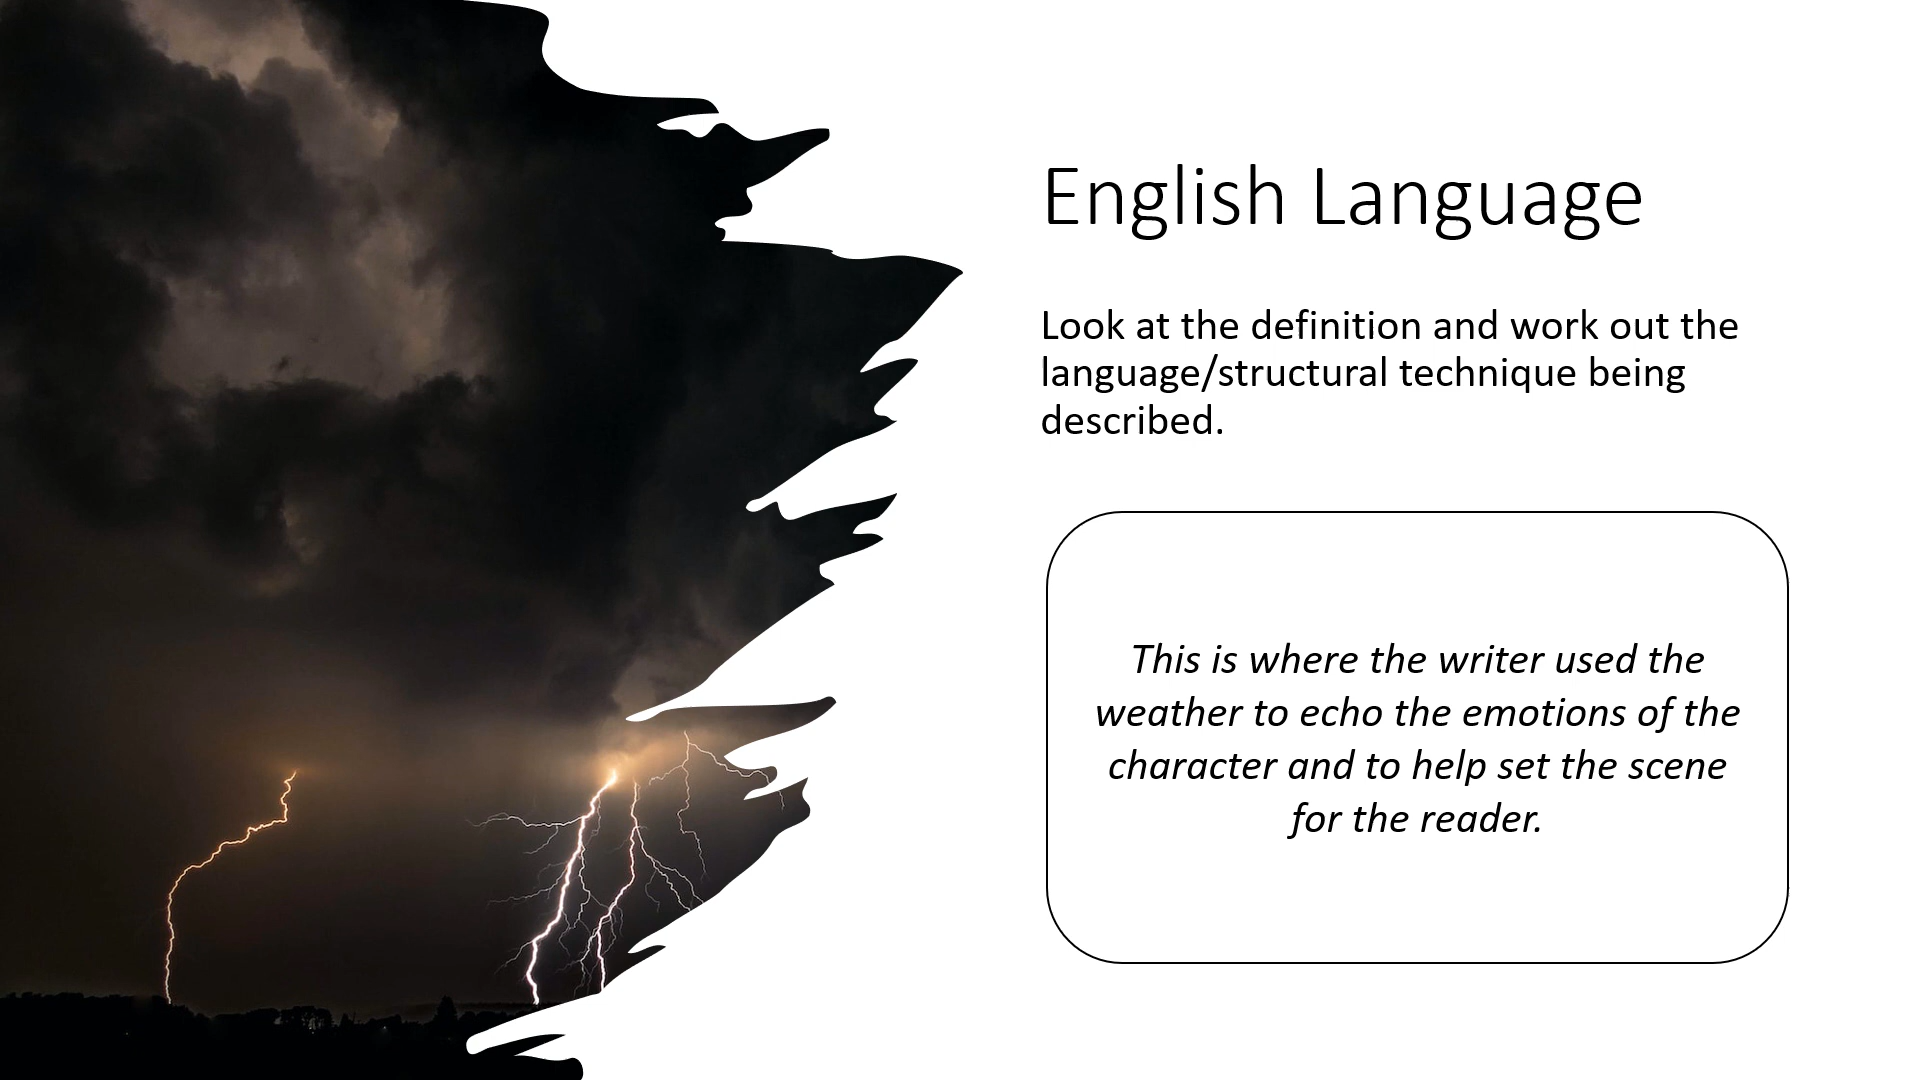 English Language
Look at the definition and work out the
language/structural technique being
described.
This is where the writer used the
weather to echo the emotions of the
character and to help set the scene
for the reader.